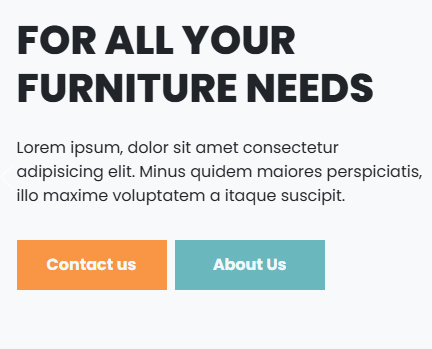 FOR ALL YOUR
FURNITURE NEEDS
Lorem ipsum, dolor sit amet consectetur
adipisicing elit. Minus quidem maiores perspiciatis,
illo maxime voluptatem a itaque suscipit.
Contact us
About Us